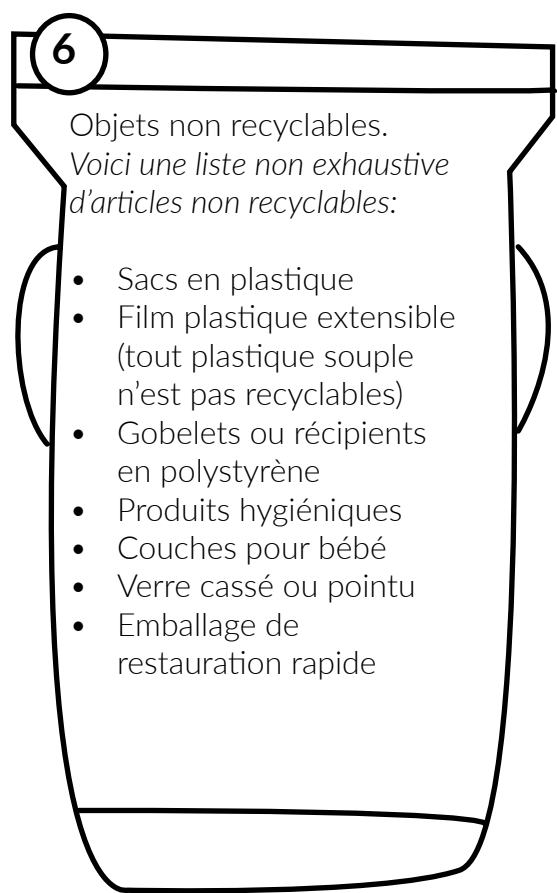 6
Objets non recyclables.
Voici une liste non exhaustive
d'articles non recyclables:
• Sacs en plastique
• Film plastique extensible
(tout plastique souple
n'est pas recyclables)
• Gobelets ou récipients
en polystyrène
• Produits hygiéniques
• Couches pour bébé
• Verre cassé ou pointu
• Emballage de
restauration rapide